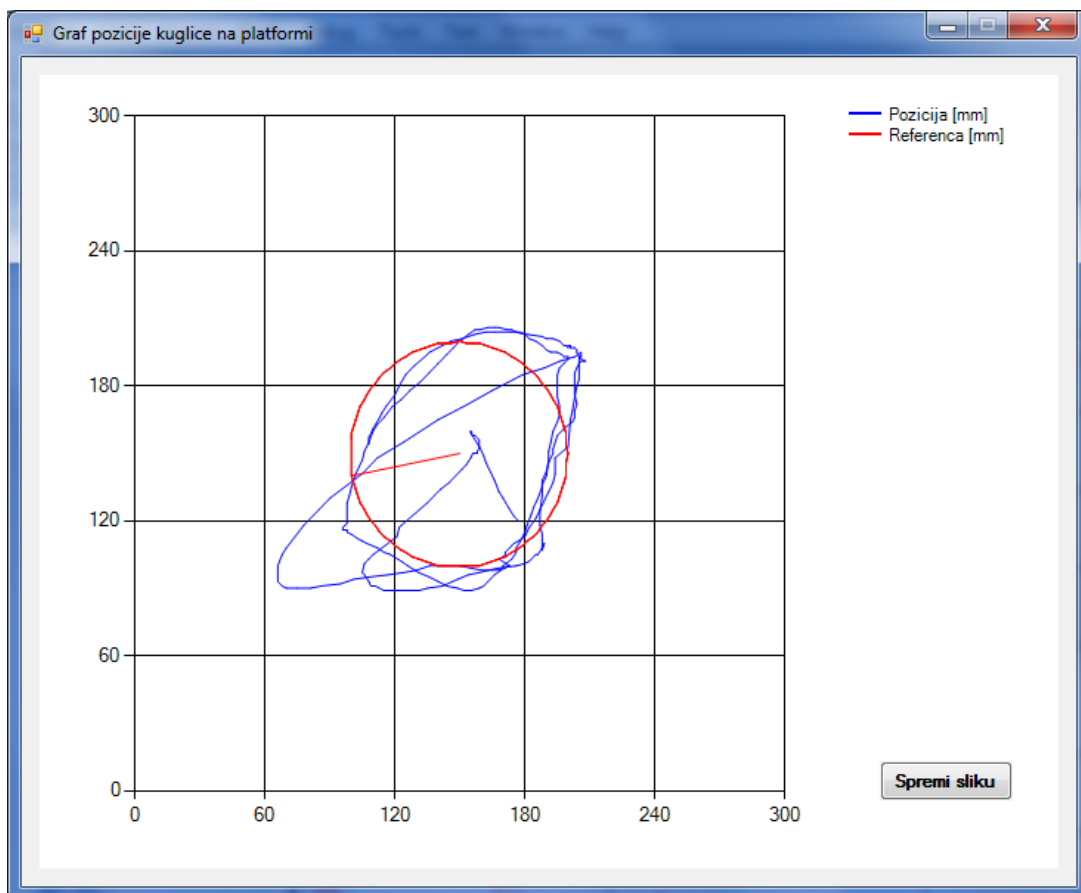 Graf pozicije kuglice na platformi
Pozicija [mm]
Referenca [mm]
300
240
180
120
60
0
0 60 120 180 240 300
Spremi sliku